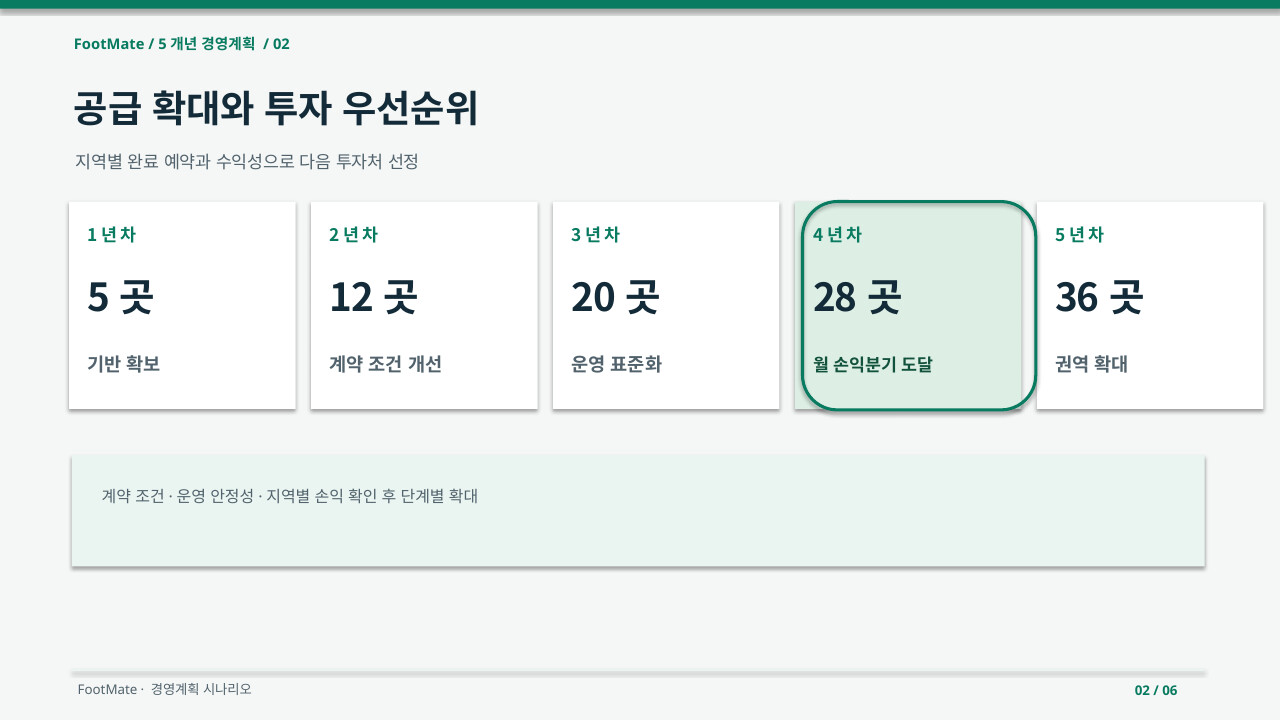 FootMate / 5 개년 경영계획 / 02
공급 확대와 투자 우선순위
지역별 완료 예약과 수익성으로 다음 투자처 선정
1 년차
2 년차
3 년차
4 년차
5 년차
5 곳
12 곳
20 곳
28 곳
36 곳
기반 확보
계약 조건 개선
운영 표준화
월 손익분기 도달
권역 확대
계약 조건 · 운영 안정성 · 지역별 손익 확인 후 단계별 확대
FootMate · 경영계획 시나리오
02 / 06